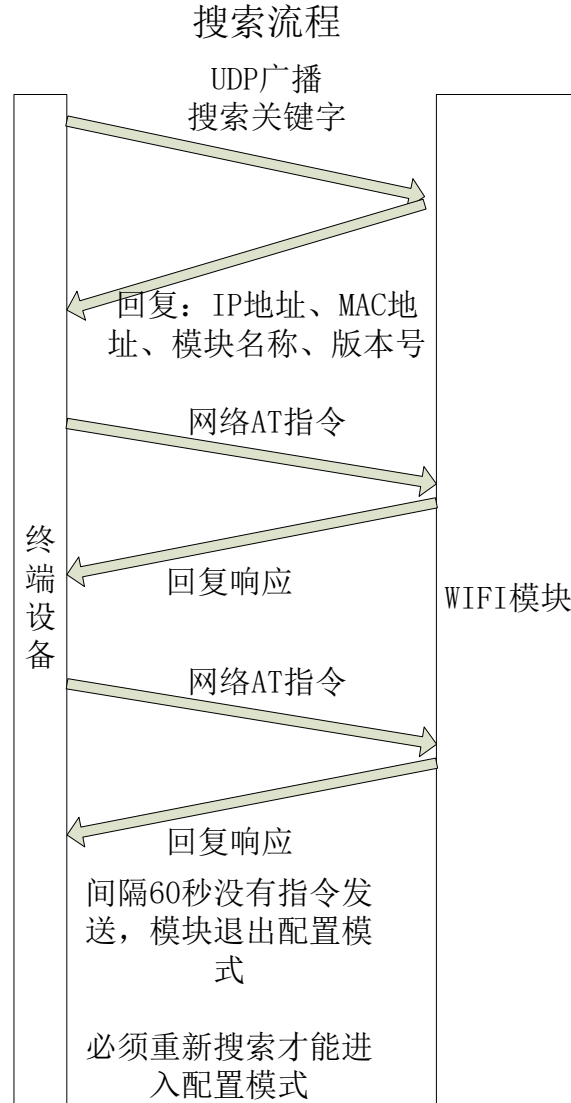 搜索流程
UDP广播
搜索关键字
回复：IP地址、MAC地
址、模块名称、版本号
网络AT指令
回复响应
终
端
设
备
WIFI模块
网络AT指令
回复响应
间隔60秒没有指令发
送，模块退出配置模
式
必须重新搜索才能进
入配置模式